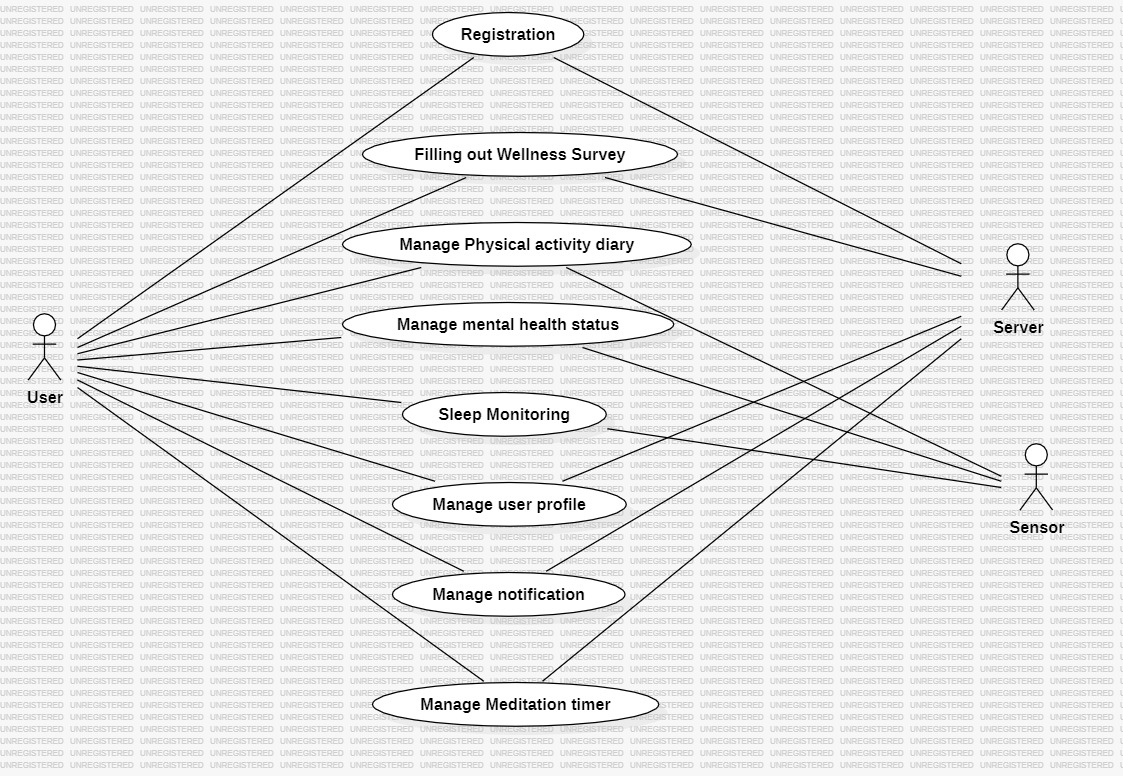 Registration
Filling out Wellness Survey
Manage Physical activity diary
Manage mental health status
Server
User
Sleep Monitoring
Manage user profile
Sensor
Manage notification
Manage Meditation timer
UNREGISTERED